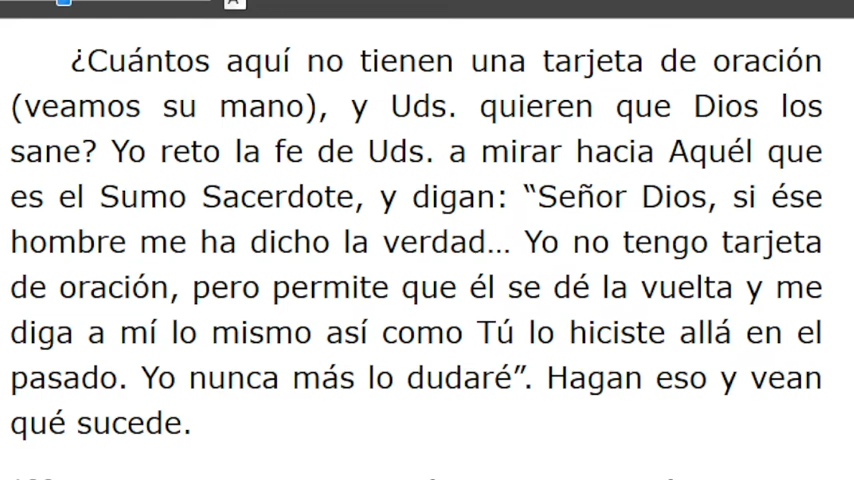 ¿Cuántos aquí no tienen una tarjeta de oración
(veamos su mano), y Uds. quieren que Dios los
sane? Yo reto la fe de Uds. a mirar hacia Aquél que
es el Sumo Sacerdote, y digan: “Señor Dios, si ése
hombre me ha dicho la verdad... Yo no tengo tarjeta
de oración, pero permite que él se dé la vuelta y me
diga a mí lo mismo así como Tú lo hiciste allá en el
pasado. Yo nunca más lo dudaré”. Hagan eso y vean
qué sucede.